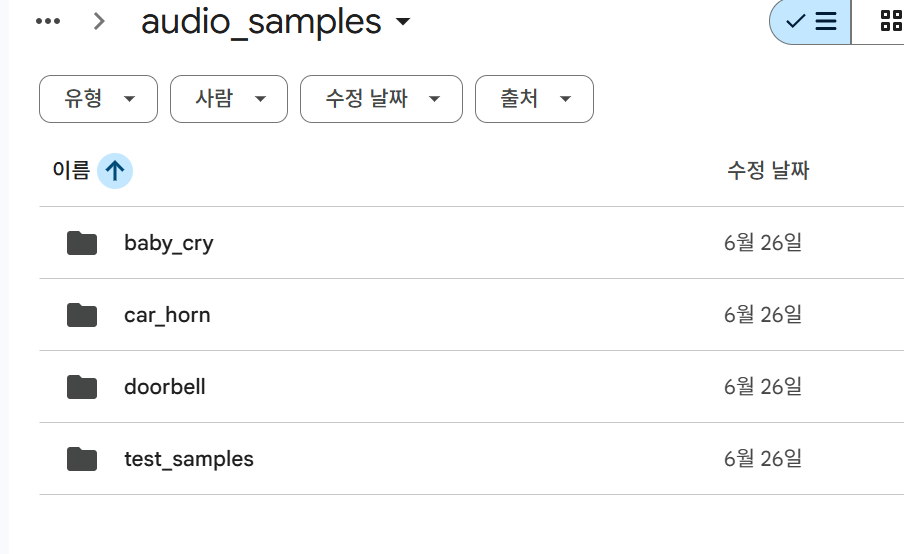 audio_samples
유형 사람 수정 날짜 출처
이름 수정 날짜
baby_cry 6월 26일
car_horn 6월 26일
doorbell 6월 26일
test_samples 6월 26일